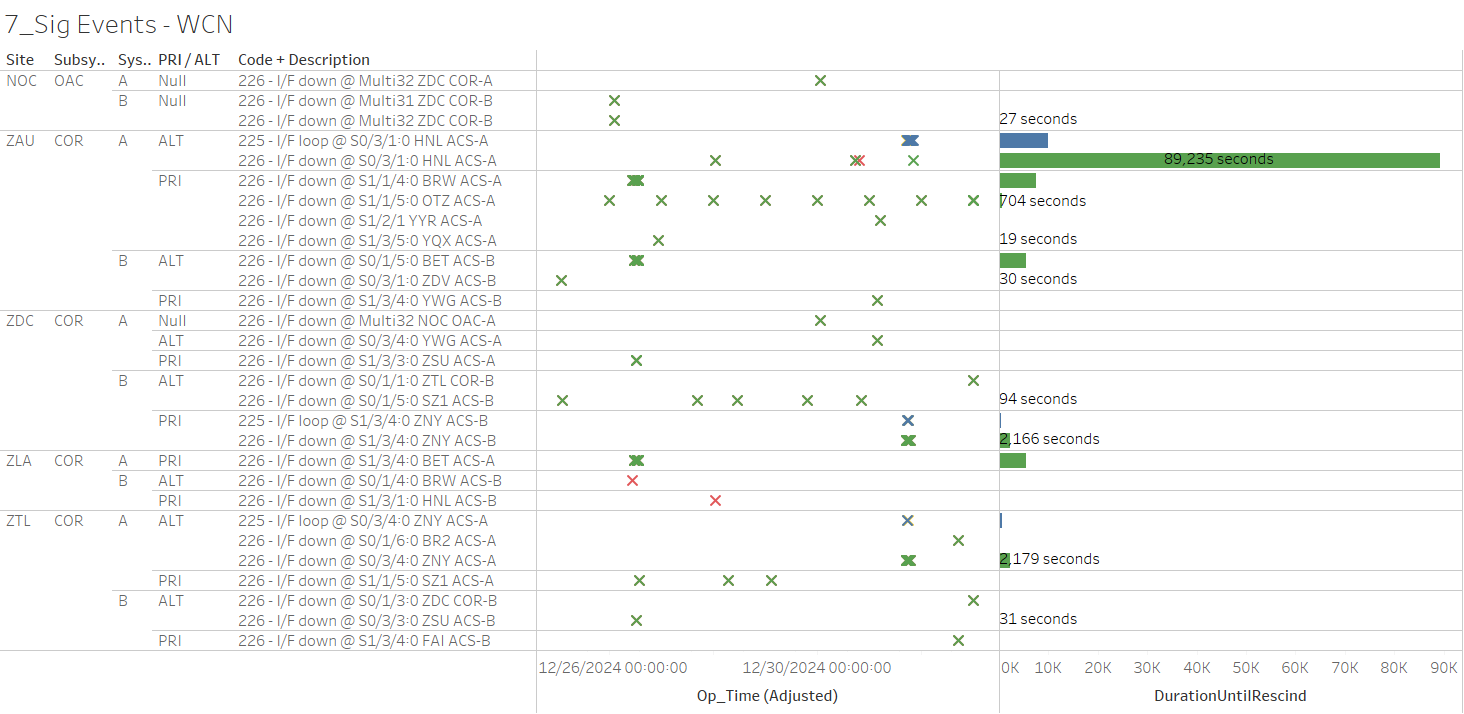 7_Sig Events - WCN
Site Subsy.. Sys.. PRI / ALT Code + Description
NOC OAC A Null 226 - I/F down @ Multi32 ZDC COR-A
B Null 226 - I/F down @ Multi31 ZDC COR-B
226 - I/F down @ Multi32 ZDC COR-B 27 seconds
ZAU COR A ALT 225 - I/F loop @ S0/3/1:0 HNL ACS-A
226 - I/F down @ S0/3/1:0 HNL ACS-A 89,235 seconds
PRI 226 - I/F down @ S1/1/4:0 BRW ACS-A
226 - I/F down @ S1/1/5:0 OTZ ACS-A 704 seconds
226 - I/F down @ S1/2/1 YYR ACS-A
226 - I/F down @ S1/3/5:0 YQX ACS-A 19 seconds
B ALT 226 - I/F down @ S0/1/5:0 BET ACS-B
226 - I/F down @ S0/3/1:0 ZDV ACS-B 30 seconds
PRI 226 - I/F down @ S1/3/4:0 YWG ACS-B
ZDC COR A Null 226 - I/F down @ Multi32 NOC OAC-A
ALT 226 - I/F down @ S0/3/4:0 YWG ACS-A
PRI 226 - I/F down @ S1/3/3:0 ZSU ACS-A
B ALT 226 - I/F down @ S0/1/1:0 ZTL COR-B
226 - I/F down @ S0/1/5:0 SZ1 ACS-B 94 seconds
PRI 225 - I/F loop @ S1/3/4:0 ZNY ACS-B
226 - I/F down @ S1/3/4:0 ZNY ACS-B 2,166 seconds
ZLA COR A PRI 226 - I/F down @ S1/3/4:0 BET ACS-A
B ALT 226 - I/F down @ S0/1/4:0 BRW ACS-B
PRI 226 - I/F down @ S1/3/1:0 HNL ACS-B
ZTL COR A ALT 225 - I/F loop @ S0/3/4:0 ZNY ACS-A
226 - I/F down @ S0/1/6:0 BR2 ACS-A
226 - I/F down @ S0/3/4:0 ZNY ACS-A 2,179 seconds
PRI 226 - I/F down @ S1/1/5:0 SZ1 ACS-A
B ALT 226 - I/F down @ S0/1/3:0 ZDC COR-B
226 - I/F down @ S0/3/3:0 ZSU ACS-B 31 seconds
PRI 226 - I/F down @ S1/3/4:0 FAI ACS-B
12/26/2024 00:00:00 12/30/2024 00:00:00 0K 10K 20K 30K 40K 50K 60K 70K 80K 90K
Op_Time (Adjusted) DurationUntilRescind